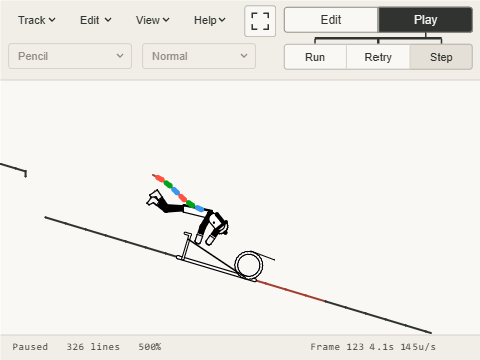 Track Edit View Help Edit Play
Pencil Normal Run Retry Step
Paused 326 lines 500% Frame 123 4.1s 145u/s